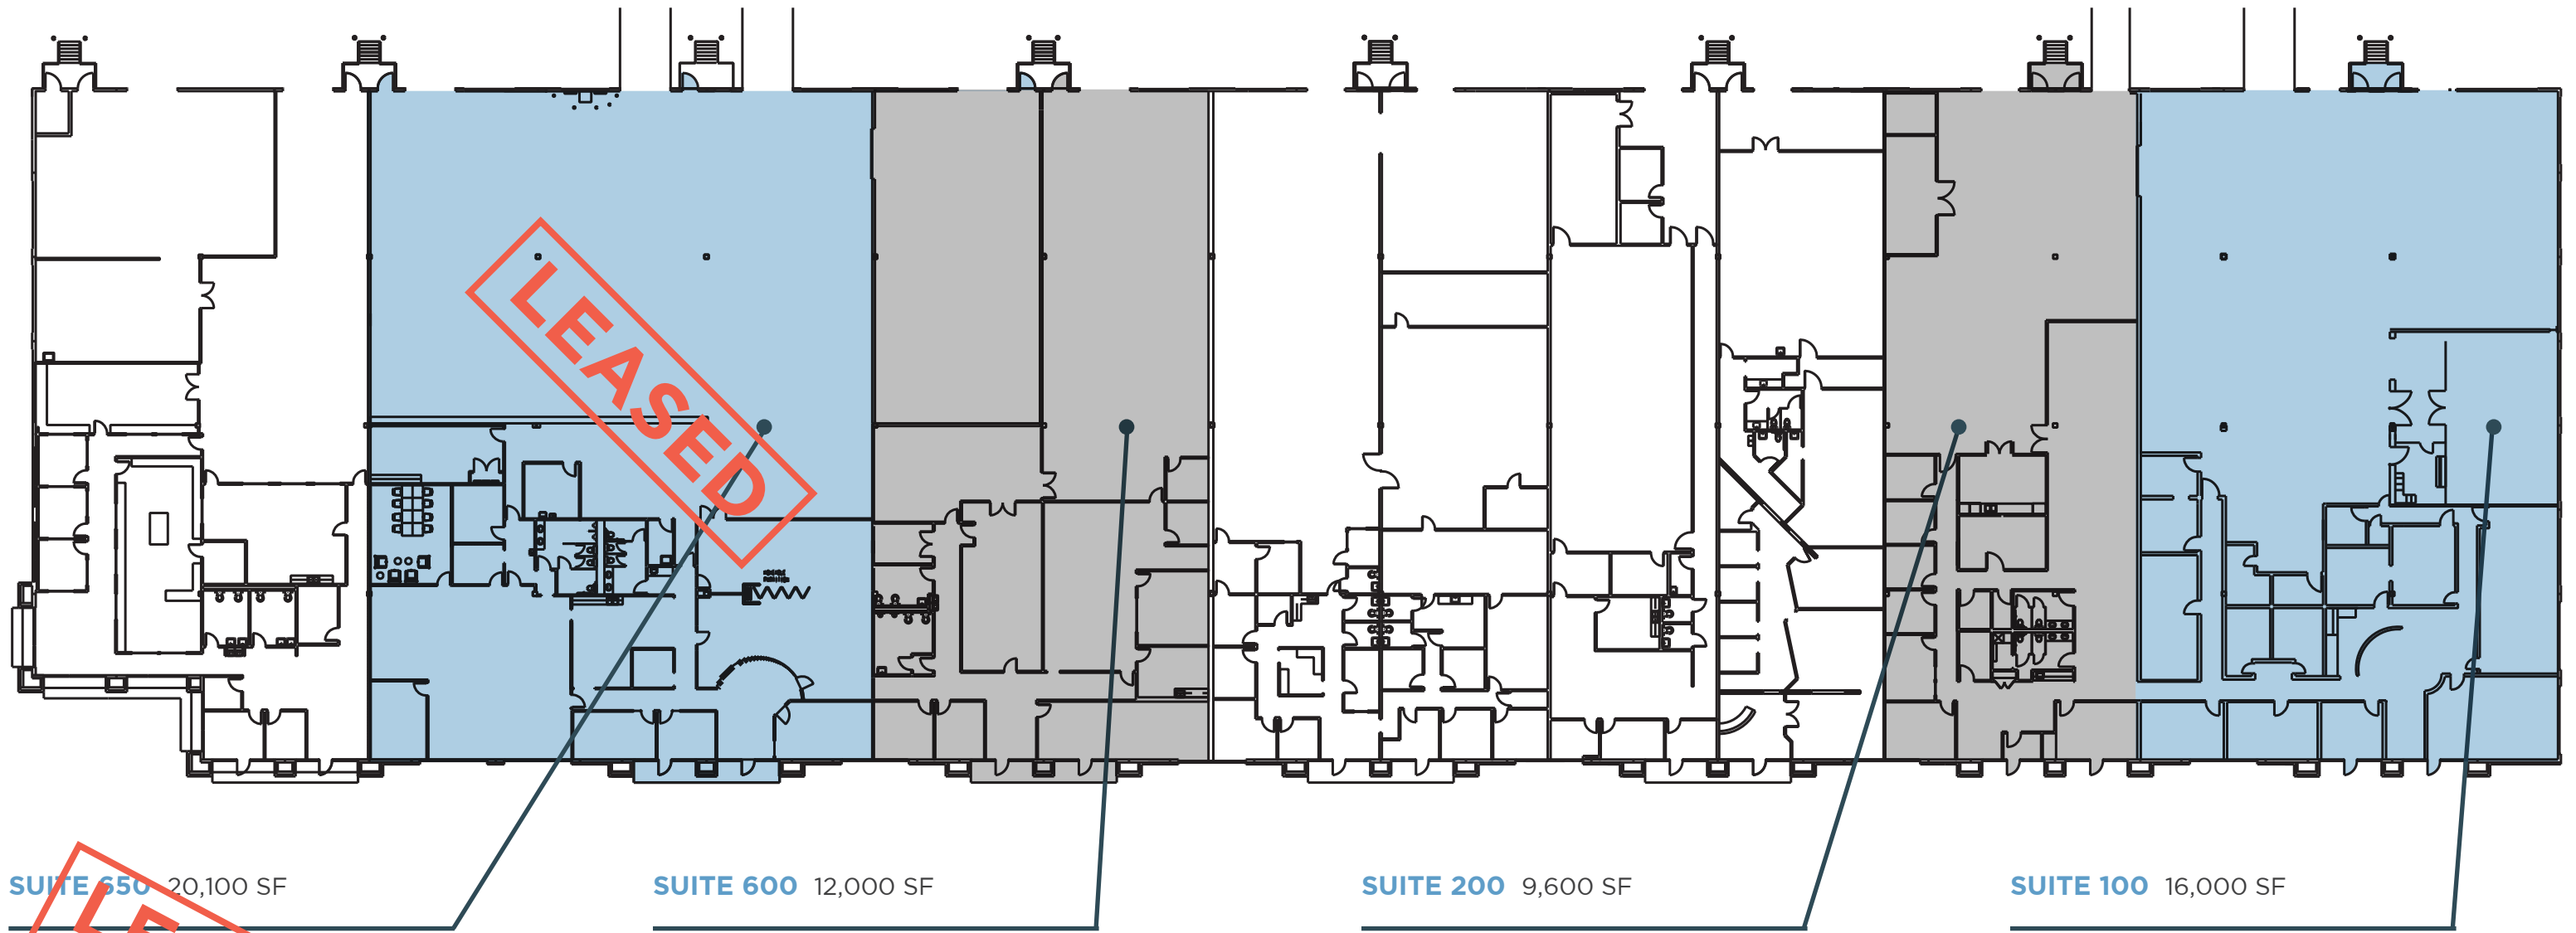 LEASED
SUITE 650 20,100 SF
SUITE 600 12,000 SF
SUITE 200 9,600 SF
SUITE 100 16,000 SF